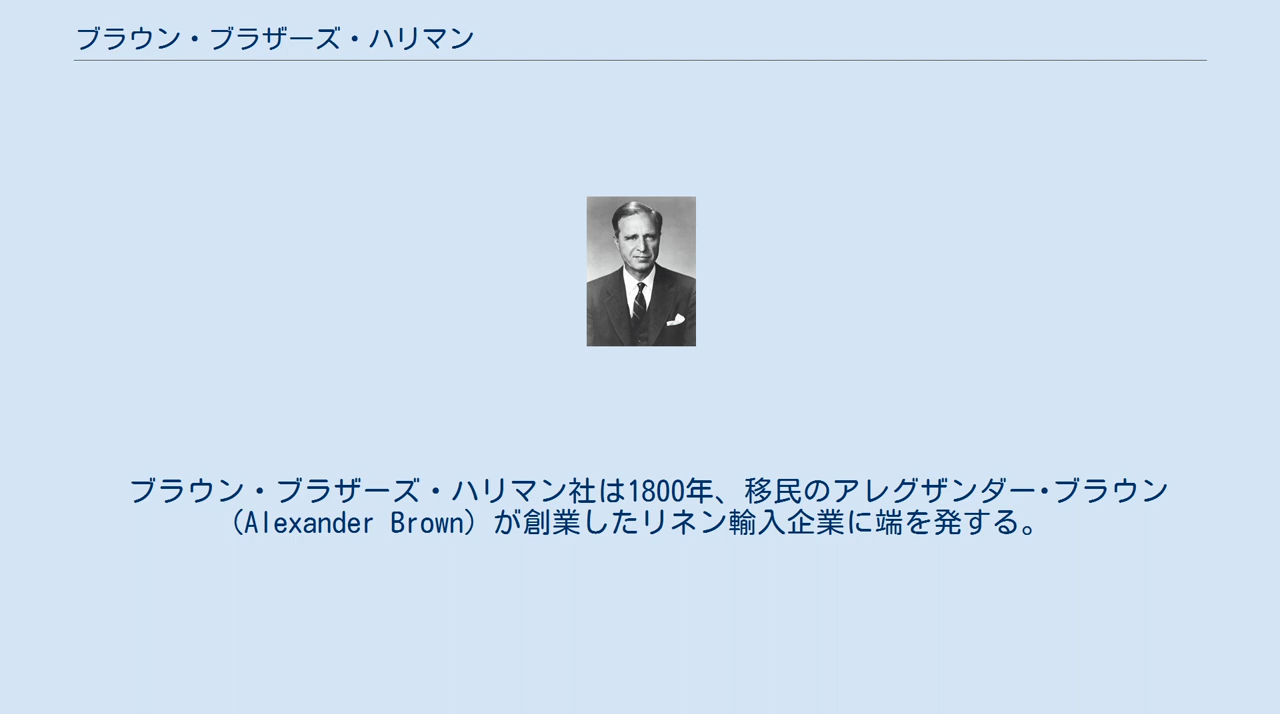 ブラウン・ブラザーズ・ハリマン
ブラウン・ブラザーズ・ハリマン社は1800年、移民のアレグザンダー･ブラウン
（Alexander Brown）が創業したリネン輸入企業に端を発する。